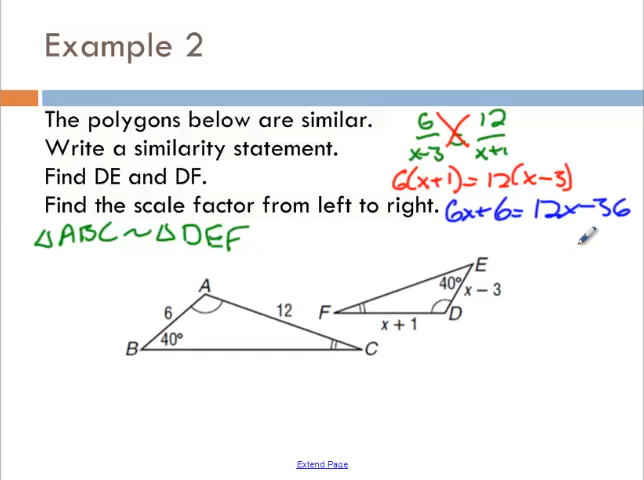 Example 2
The polygons below are similar.
Write a similarity statement.
Find DE and DF.
Find the scale factor from left to right.
6/x-3 = 12/x+1
6(x+1)=12(x-3)
6x+6=12x-36
△ABC~△DEF
A
6
12
B
40°
C
E
40°
x – 3
F
D
x + 1
Extend Page